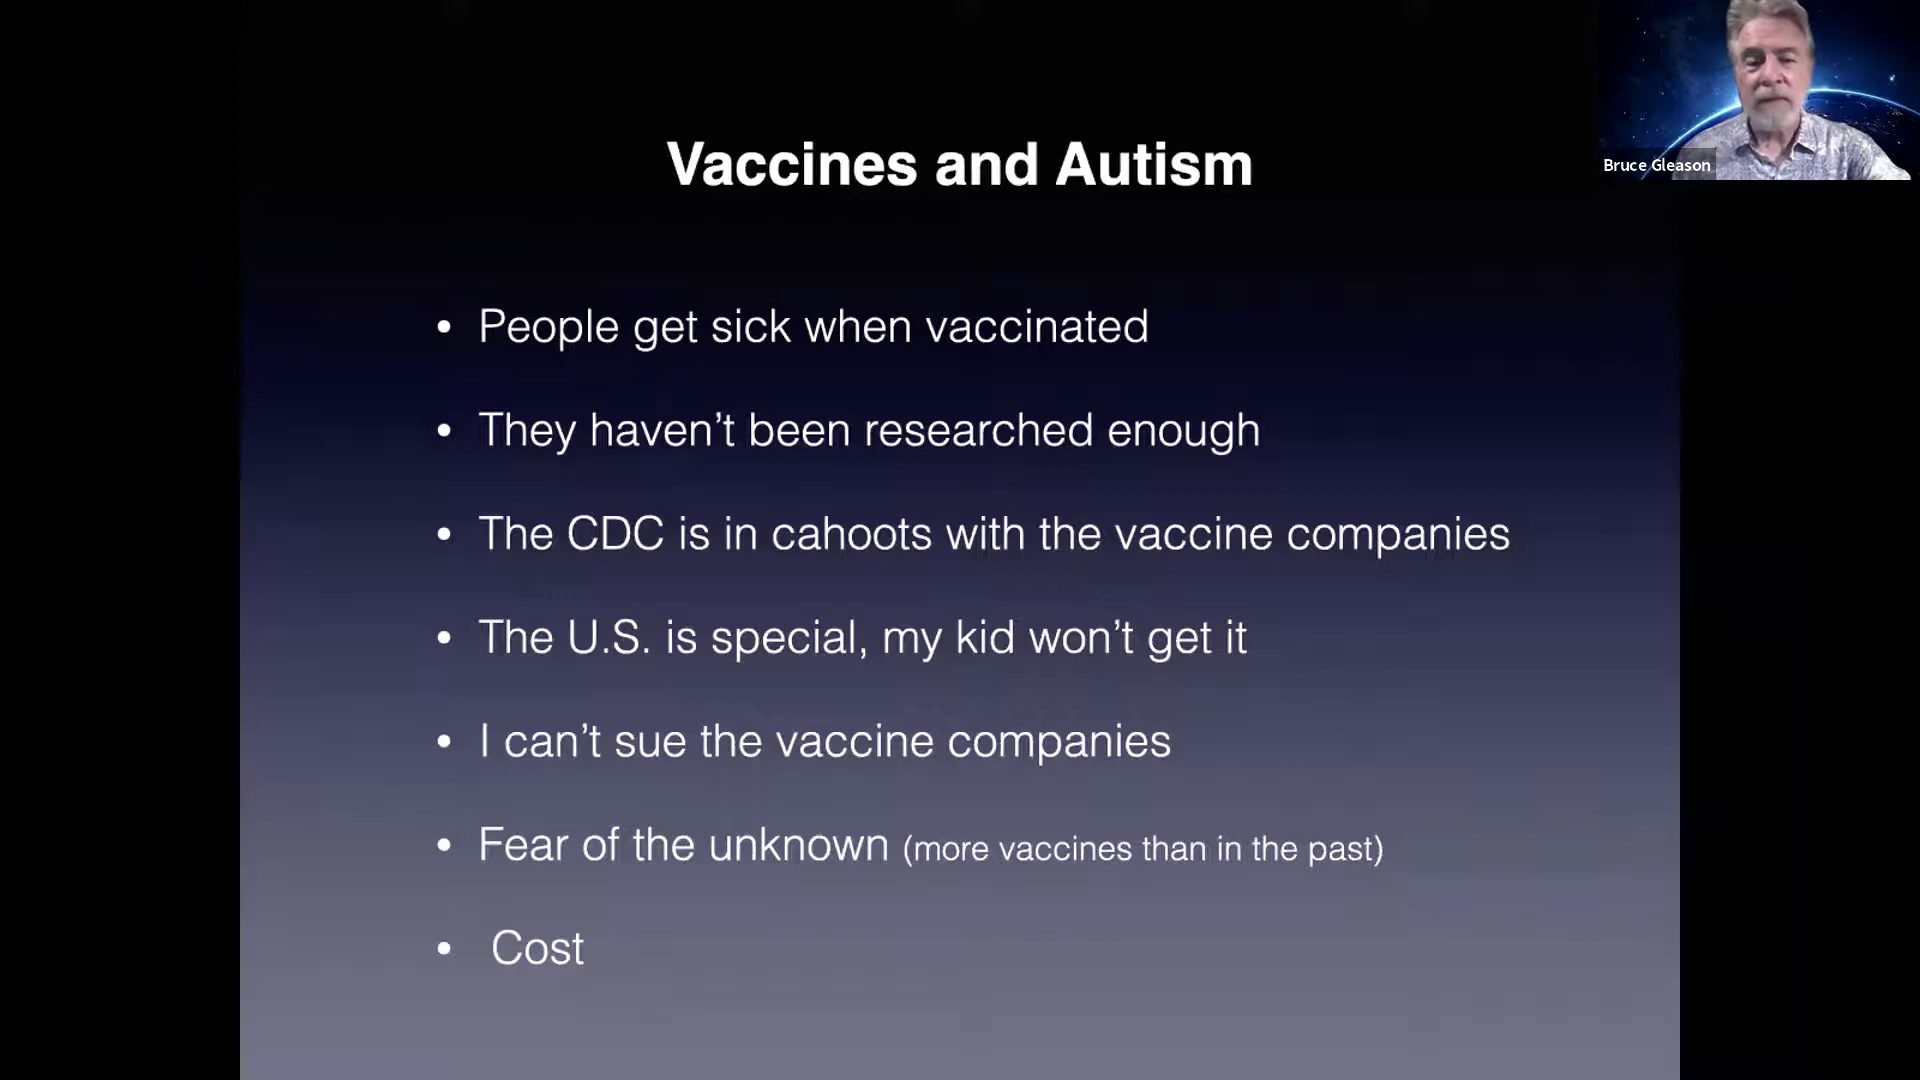 Vaccines and Autism
Bruce Gleason
• People get sick when vaccinated
• They haven’t been researched enough
• The CDC is in cahoots with the vaccine companies
• The U.S. is special, my kid won’t get it
• I can’t sue the vaccine companies
• Fear of the unknown (more vaccines than in the past)
• Cost